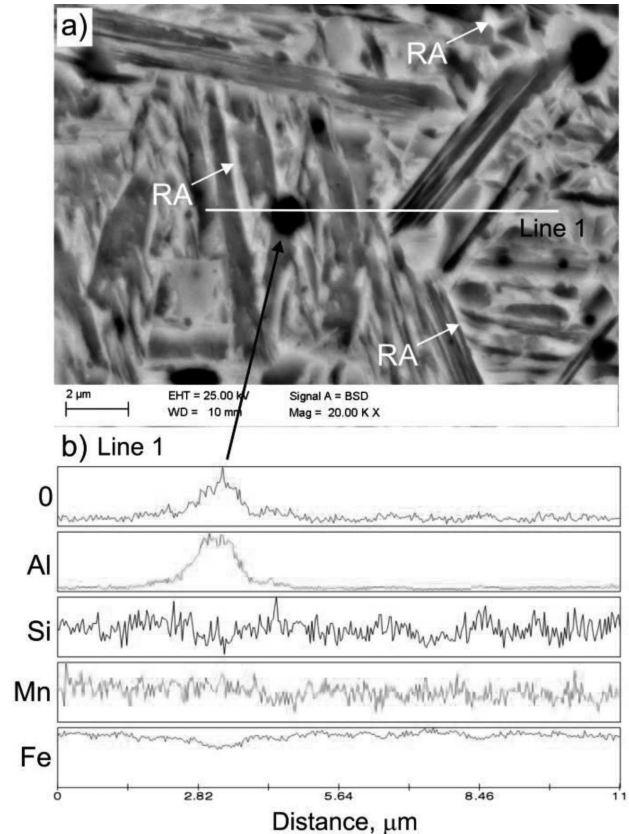 a)
RA
RA
Line 1
RA
2 µm
EHT = 25.00 kV
Signal A = BSD
WD = 10 mm
Mag = 20.00 K X
b) Line 1
0
Al
Si
Mn
Fe
0 2.82 5.64 8.46 11
Distance, µm